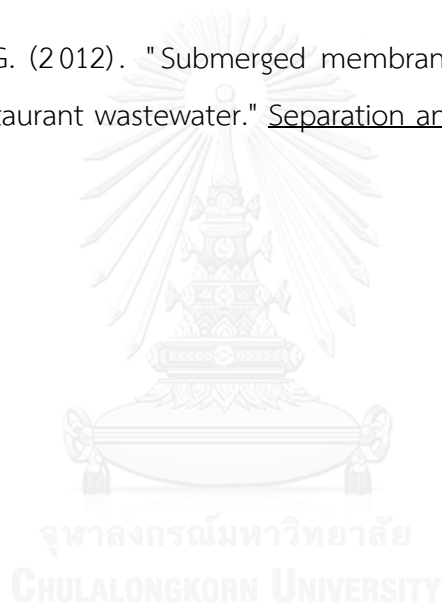 G. (2012). "Submerged membran
taurant wastewater." Separation an
จุฬาลงกรณ์มหาวิทยาลัย
CHULALONGKORN UNIVERSITY